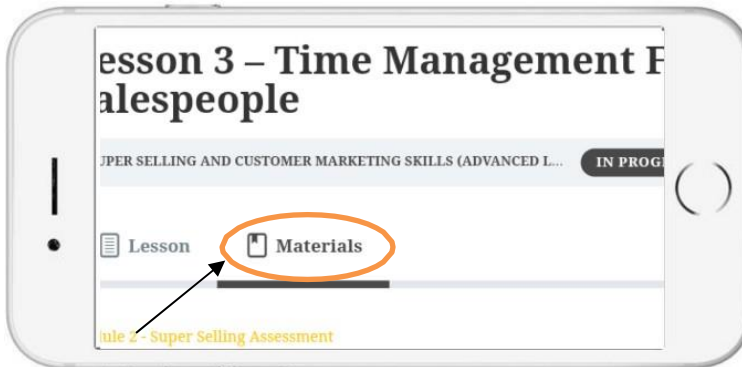 esson 3 – Time Management F
alespeople
UPER SELLING AND CUSTOMER MARKETING SKILLS (ADVANCED L...
IN PROG
Lesson
Materials
ule 2 - Super Selling Assessment